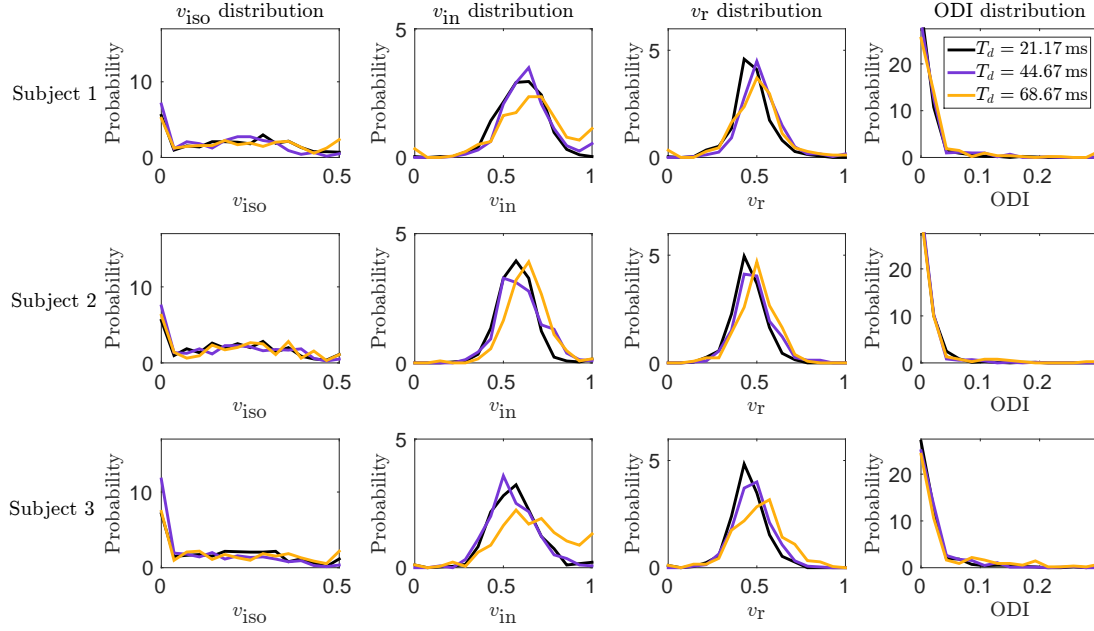 v_iso distribution v_in distribution v_r distribution ODI distribution
Subject 1
Probability 10 0 0 0.5 v_iso
Probability 5 0 0 0.5 1 v_in
Probability 5 0 0 0.5 1 v_r
Probability 20 10 0 0 0.1 0.2 ODI
T_d = 21.17 ms
T_d = 44.67 ms
T_d = 68.67 ms
Subject 2
Probability 10 0 0 0.5 v_iso
Probability 5 0 0 0.5 1 v_in
Probability 5 0 0 0.5 1 v_r
Probability 20 10 0 0 0.1 0.2 ODI
Subject 3
Probability 10 0 0 0.5 v_iso
Probability 5 0 0 0.5 1 v_in
Probability 5 0 0 0.5 1 v_r
Probability 20 10 0 0 0.1 0.2 ODI